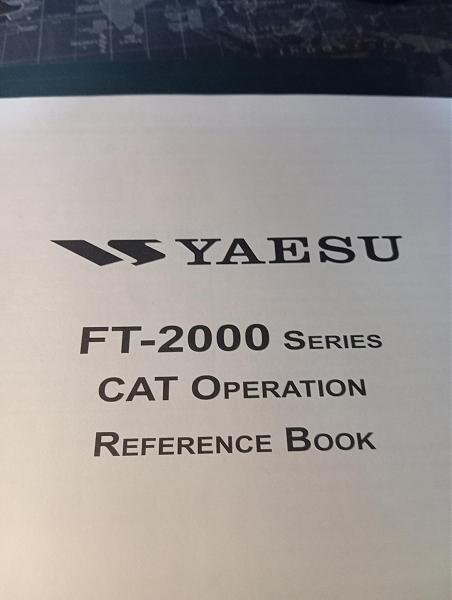 YAESU
FT-2000 SERIES
CAT OPERATION
REFERENCE BOOK